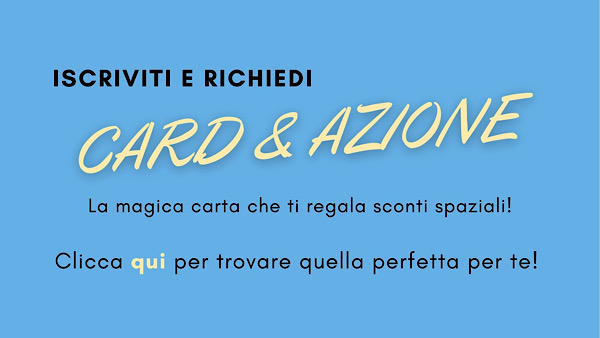 ISCRIVITI E RICHIEDI
CARD & AZIONE
La magica carta che ti regala sconti spaziali!
Clicca qui per trovare quella perfetta per te!